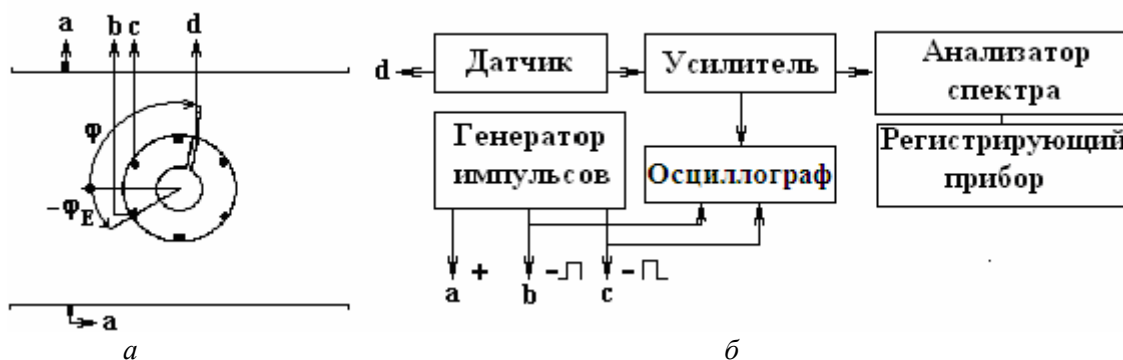 a b c d
φ
-φE
a
а
d Датчик Усилитель Анализатор спектра
Генератор импульсов
Осциллограф
Регистрирующий прибор
+ - -
a b c
б